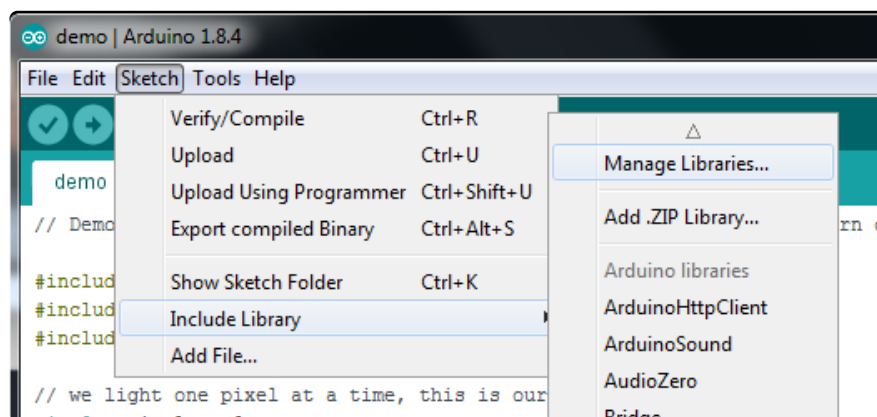 demo | Arduino 1.8.4
File Edit Sketch Tools Help
demo
Verify/Compile Ctrl+R
Upload Ctrl+U
Upload Using Programmer Ctrl+Shift+U
Export compiled Binary Ctrl+Alt+S
Show Sketch Folder Ctrl+K
Include Library
Add File...
Manage Libraries...
Add .ZIP Library...
Arduino libraries
ArduinoHttpClient
ArduinoSound
AudioZero
// Demo
#includ
#includ
#includ
// we light one pixel at a time, this is our